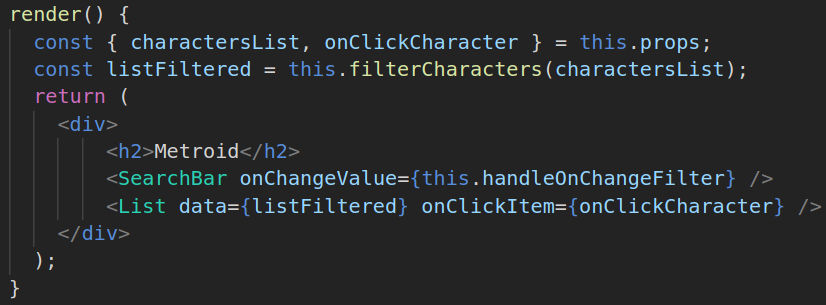 render() {
  const { charactersList, onClickCharacter } = this.props;
  const listFiltered = this.filterCharacters(charactersList);
  return (
    <div>
        <h2>Metroid</h2>
        <SearchBar onChangeValue={this.handleOnChangeFilter} />
        <List data={listFiltered} onClickItem={onClickCharacter} />
    </div>
  );
}